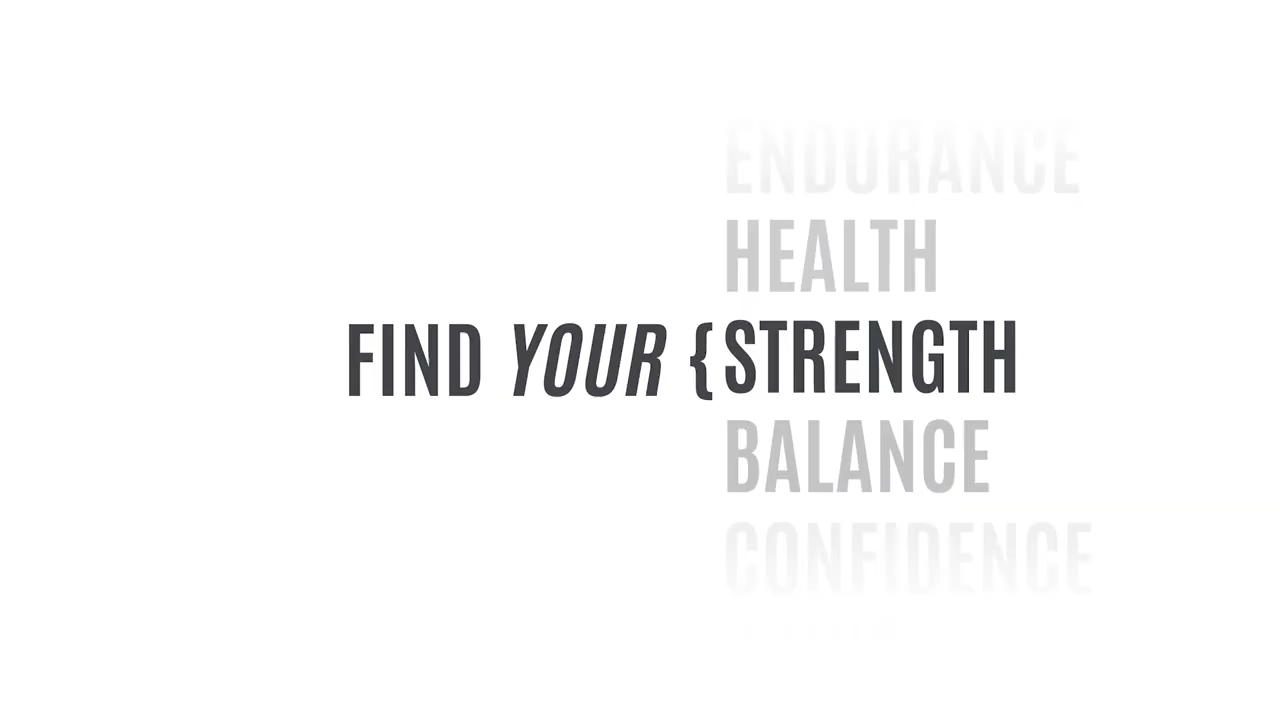 ENDURANCE
HEALTH
FIND YOUR {STRENGTH
BALANCE
CONFIDENCE